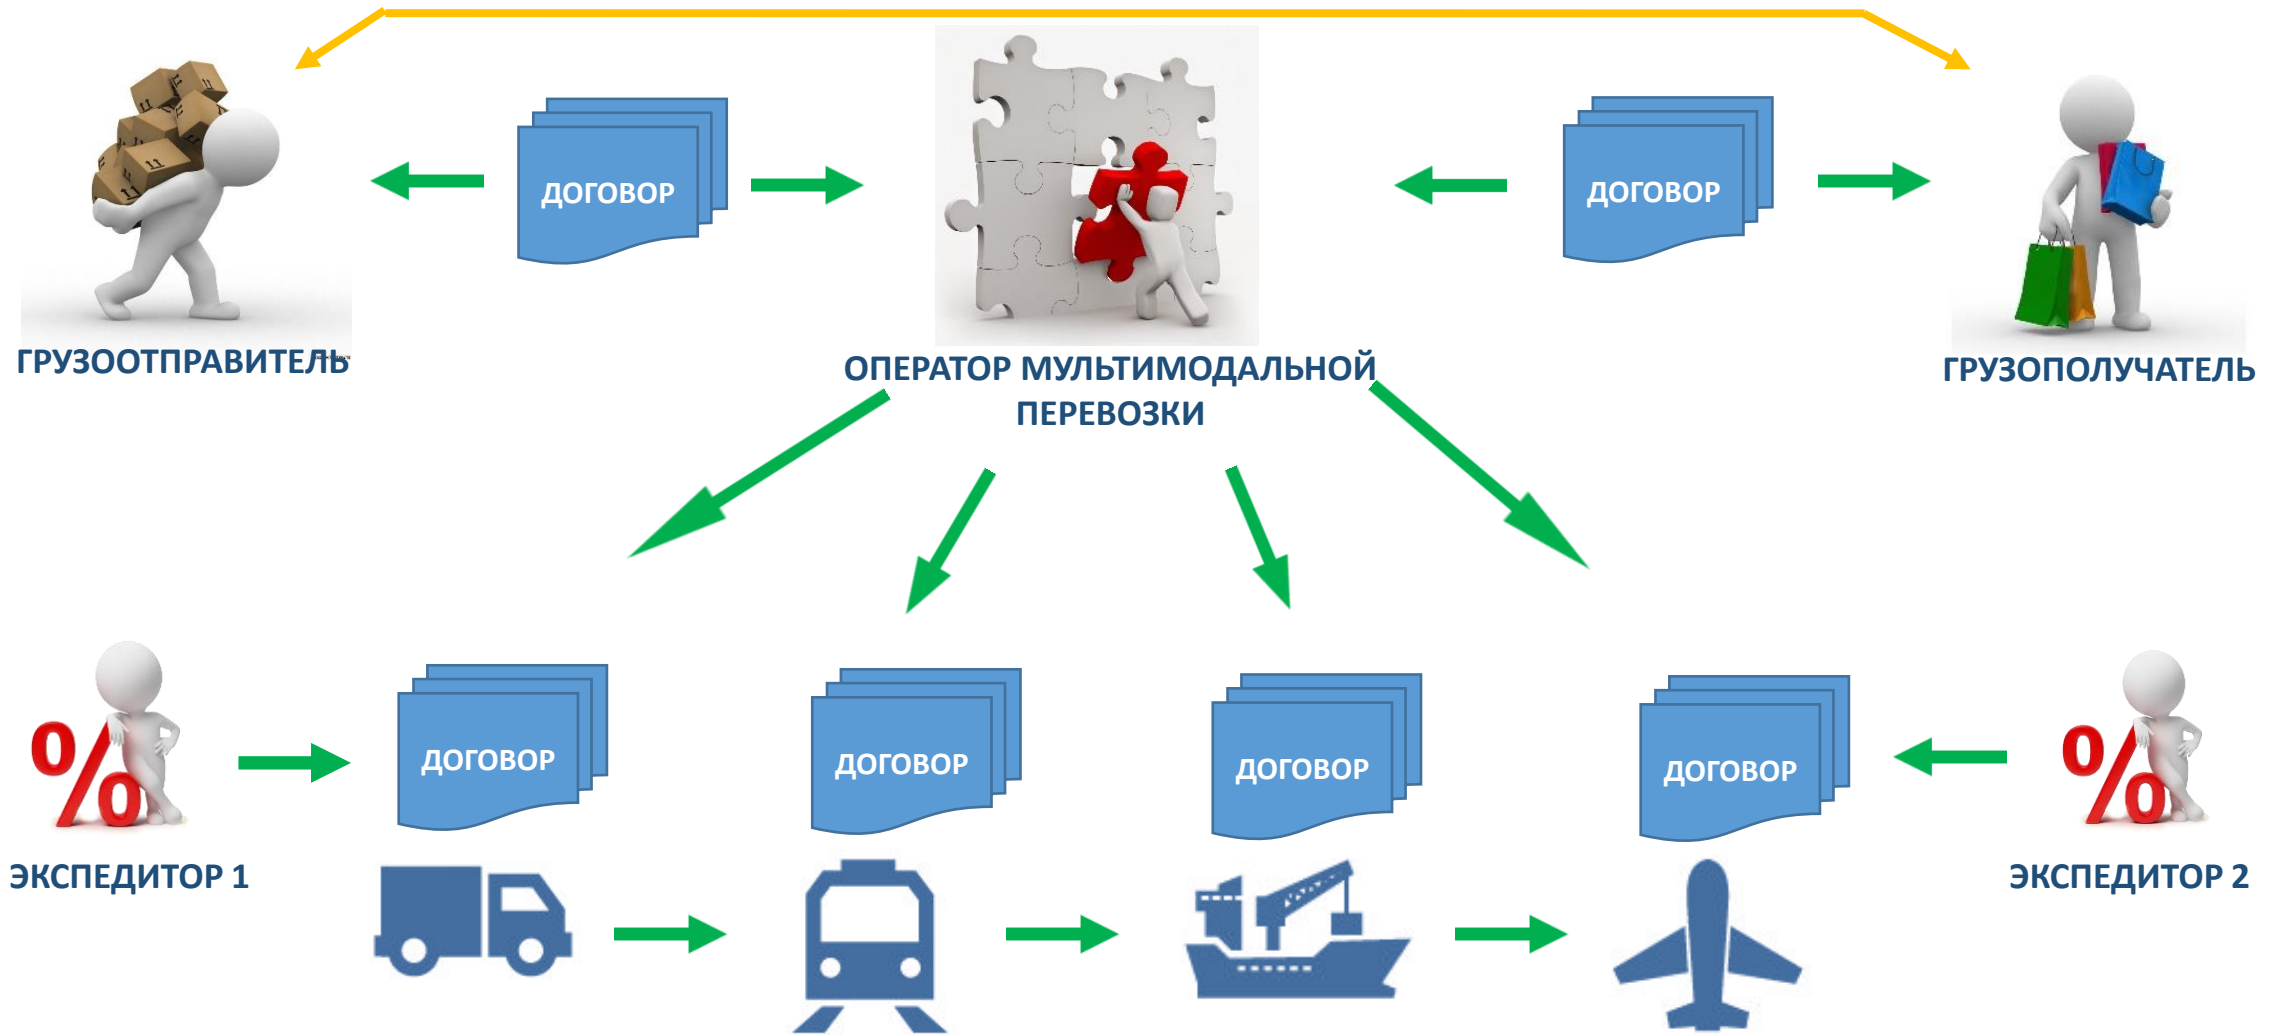 ДОГОВОР
ДОГОВОР
ГРУЗООТПРАВИТЕЛЬ
ОПЕРАТОР МУЛЬТИМОДАЛЬНОЙ
ПЕРЕВОЗКИ
ГРУЗОПОЛУЧАТЕЛЬ
%
ДОГОВОР
ДОГОВОР
ДОГОВОР
ДОГОВОР
%
ЭКСПЕДИТОР 1
ЭКСПЕДИТОР 2